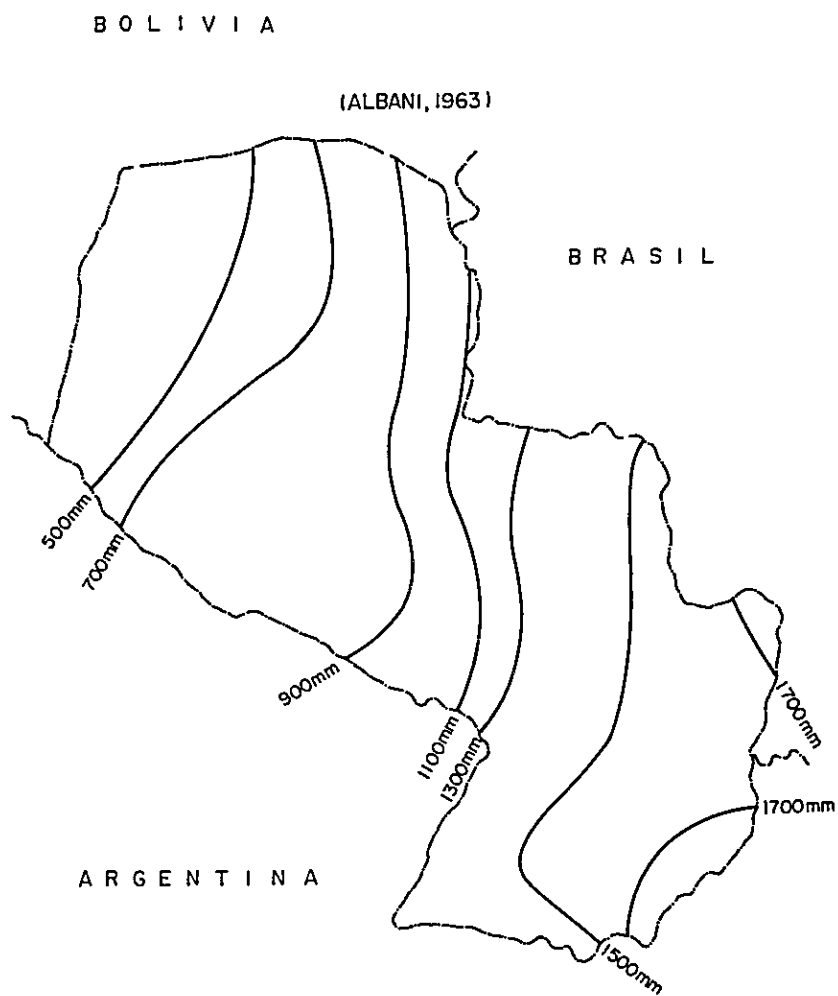 BOLIVIA
(ALBANI, 1963)
BRASIL
500mm
700mm
900mm
1100mm
1300mm
1700mm
1700mm
ARGENTINA
1500mm